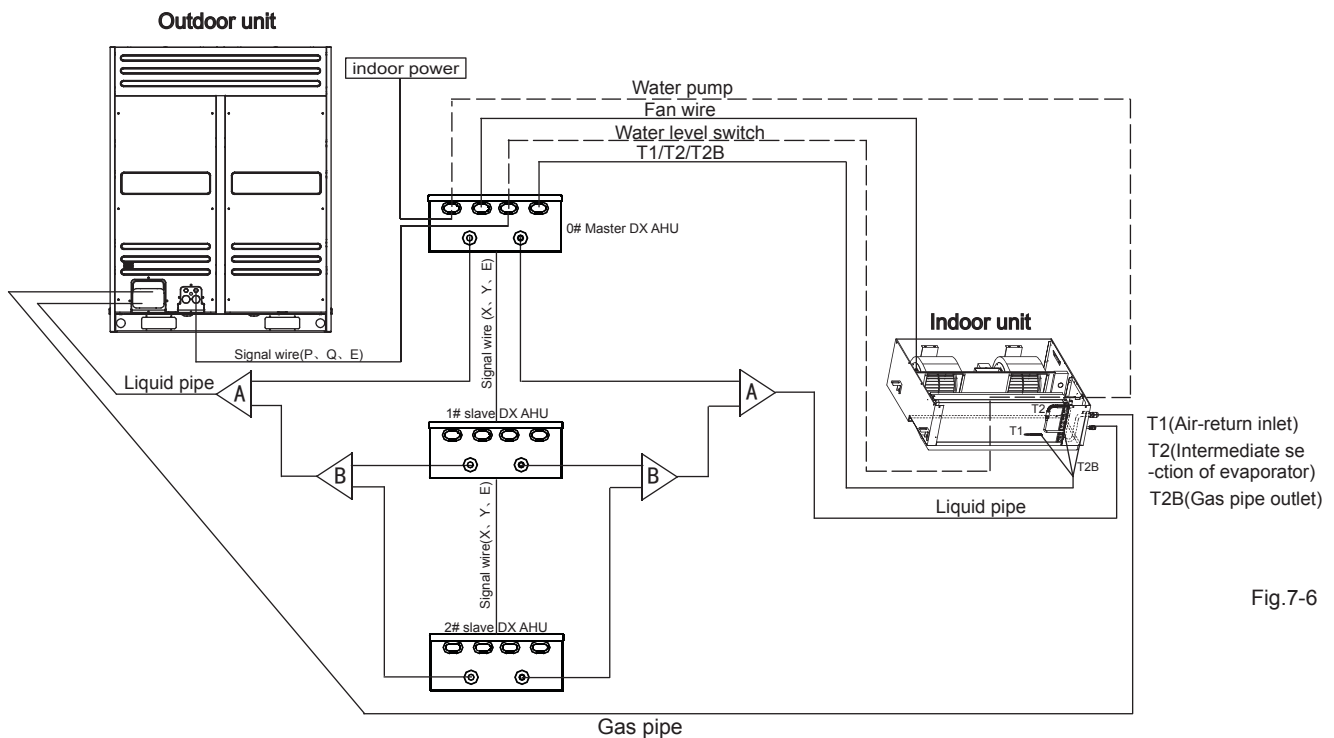 Outdoor unit
indoor power
Water pump
Fan wire
Water level switch
T1/T2/T2B
0# Master DX AHU
Signal wire (X、Y、E)
Signal wire(P、Q、E)
Liquid pipe
A
A
Indoor unit
T2
T1
T2B
T1(Air-return inlet)
T2(Intermediate se
-ction of evaporator)
T2B(Gas pipe outlet)
1# slave DX AHU
B
B
Liquid pipe
Signal wire(X、Y、E)
2# slave DX AHU
Fig.7-6
Gas pipe